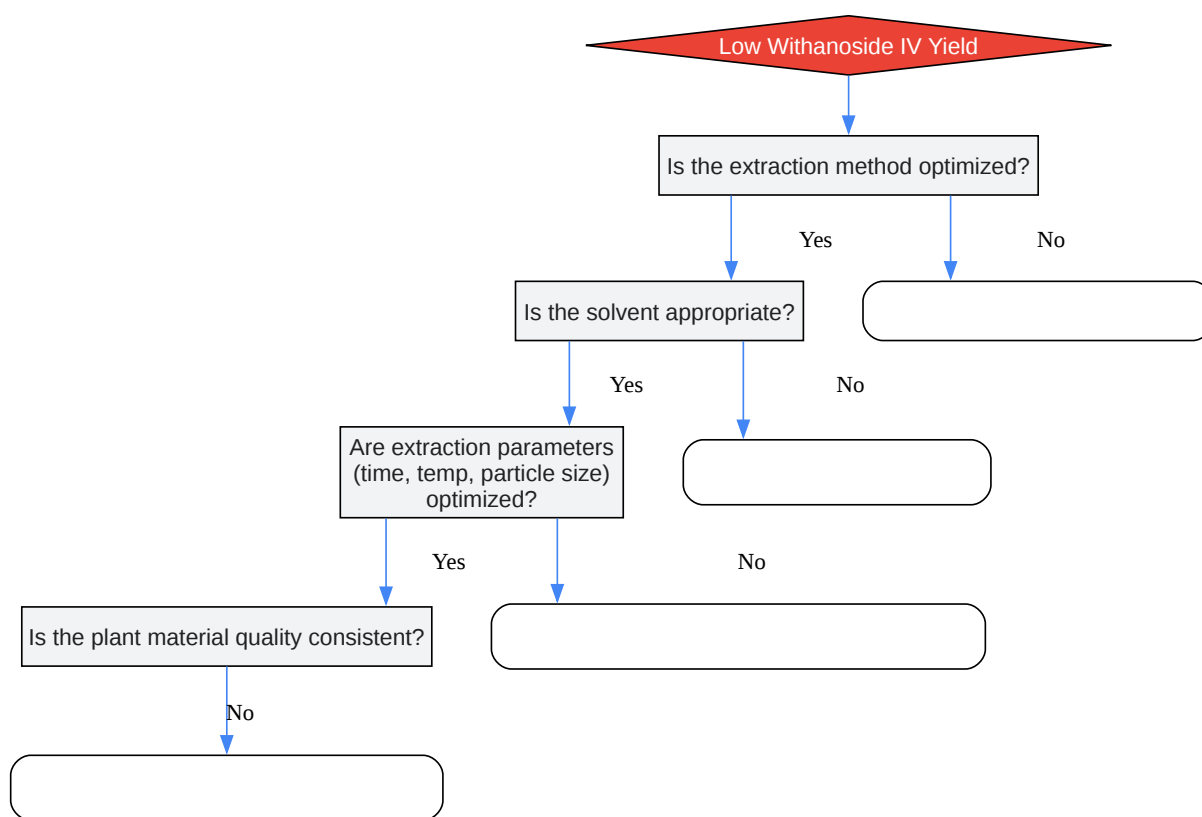 Low Withanoside IV Yield
Is the extraction method optimized?
Yes
No
Is the solvent appropriate?
Yes
No
Are extraction parameters
(time, temp, particle size)
optimized?
Yes
No
Is the plant material quality consistent?
No